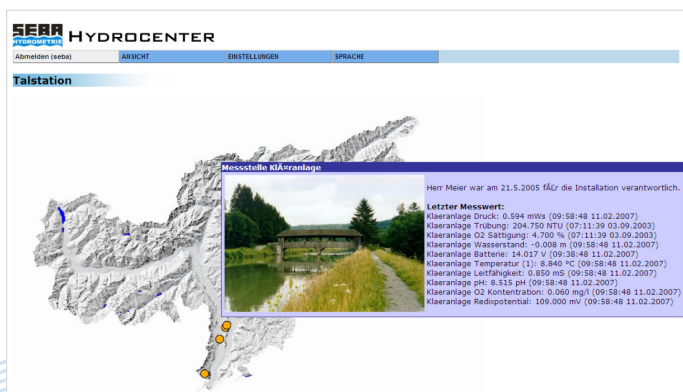 SEBA
HYDROMETRIE
HYDROCENTER
Abmelden (seba) ANSICHT EINSTELLUNGEN SPRACHE
Talstation
Messstelle KlÃ¤ranlage
Herr Meier war am 21.5.2005 fÃ£r die Installation verantwortlich.
Letzter Messwert:
Klaeranlage Druck: 0.594 mWs (09:58:48 11.02.2007)
Klaeranlage Trübung: 204.750 NTU (07:11:39 03.09.2003)
Klaeranlage O2 Sättigung: 4.700 % (07:11:39 03.09.2003)
Klaeranlage Wasserstand: -0.008 m (09:58:48 11.02.2007)
Klaeranlage Batterie: 14.017 V (09:38:48 11.02.2007)
Klaeranlage Temperatur (1): 8.840 ºC (09:58:48 11.02.2007)
Klaeranlage Leitfähigkeit: 0.850 mS (09:58:48 11.02.2007)
Klaeranlage pH: 8.515 pH (09:58:48 11.02.2007)
Klaeranlage O2 Kontentration: 0.060 mg/l (09:58:48 11.02.2007)
Klaeranlage Redixpotential: 109.000 mV (09:58:48 11.02.2007)